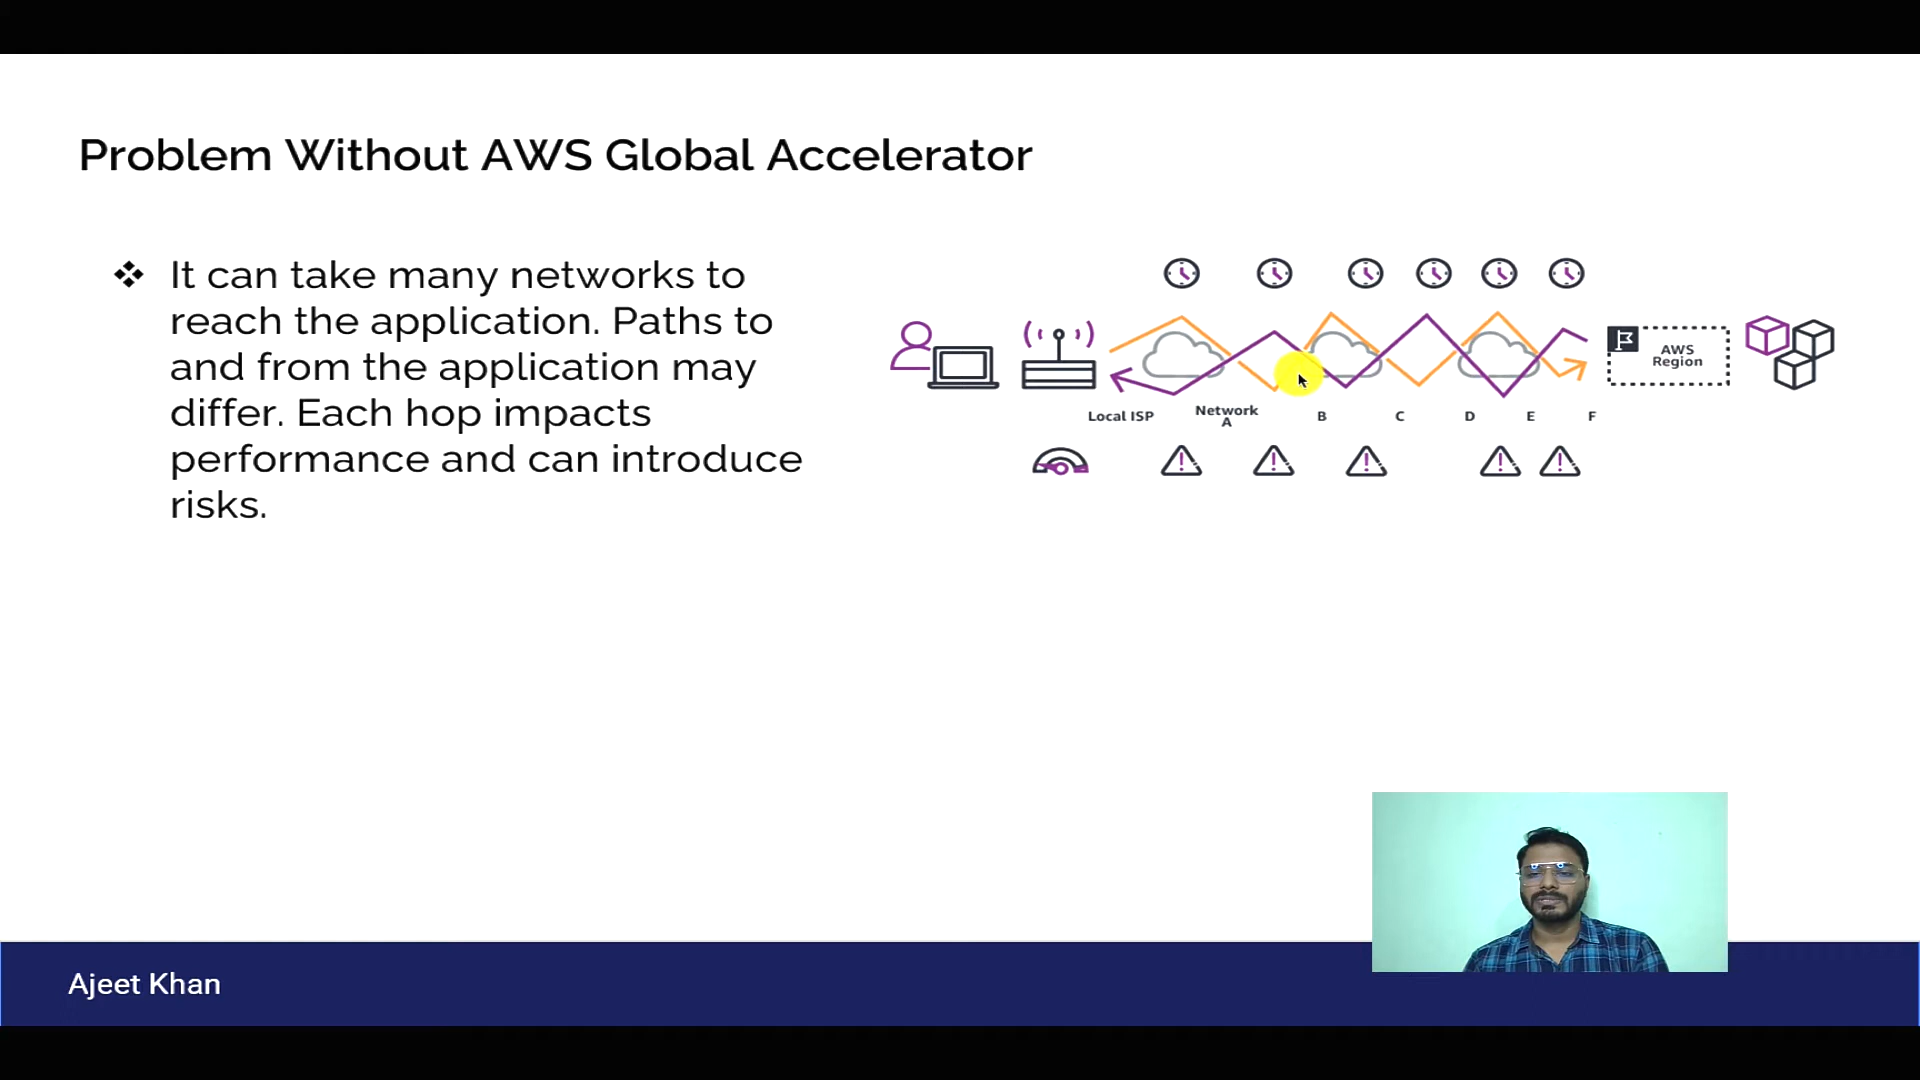 Problem Without AWS Global Accelerator
It can take many networks to
reach the application. Paths to
and from the application may
differ. Each hop impacts
performance and can introduce
risks.
AWS
Region
Local ISP
Network
A
B
C
D
E
F
Ajeet Khan